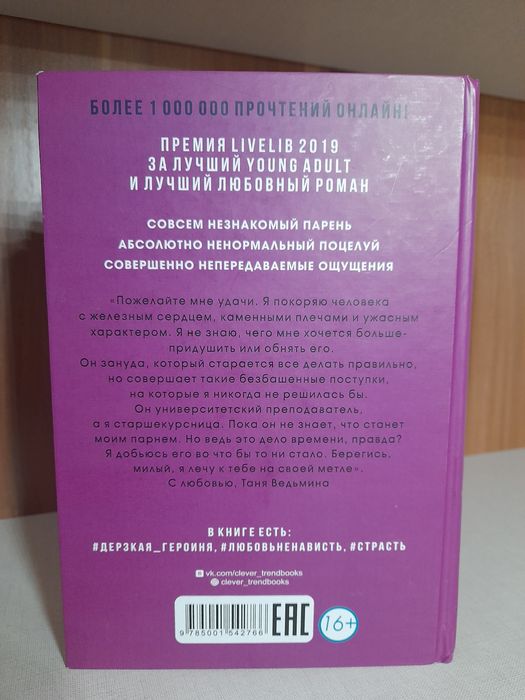 БОЛЕЕ 1 000 000 ПРОЧТЕНИЙ ОНЛАЙН!
ПРЕМИЯ LIVELIB 2019
ЗА ЛУЧШИЙ YOUNG ADULT
И ЛУЧШИЙ ЛЮБОВНЫЙ РОМАН
СОВСЕМ НЕЗНАКОМЫЙ ПАРЕНЬ
АБСОЛЮТНО НЕНОРМАЛЬНЫЙ ПОЦЕЛУЙ
СОВЕРШЕННО НЕПЕРЕДАВАЕМЫЕ ОЩУЩЕНИЯ
«Пожелайте мне удачи. Я покоряю человека
с железным сердцем, каменными плечами и ужасным
характером. Я не знаю, чего мне хочется больше-
придушить или обнять его.
Он зануда, который старается все делать правильно,
но совершает такие безбашенные поступки,
на которые я никогда не решилась бы.
Он университетский преподаватель,
а я старшекурсница. Пока он не знает, что станет
моим парнем. Но ведь это дело времени, правда?
Я добьюсь его во что бы то ни стало. Берегись,
милый, я лечу к тебе на своей метле».
С любовью, Таня Ведьмина
В КНИГЕ ЕСТЬ:
#ДЕРЗКАЯ_ГЕРОИНЯ, #ЛЮБОВЬНЕНАВИСТЬ, #СТРАСТЬ
vk.com/clever_trendbooks
clever_trendbooks
9 785001 542766
EAC
16+